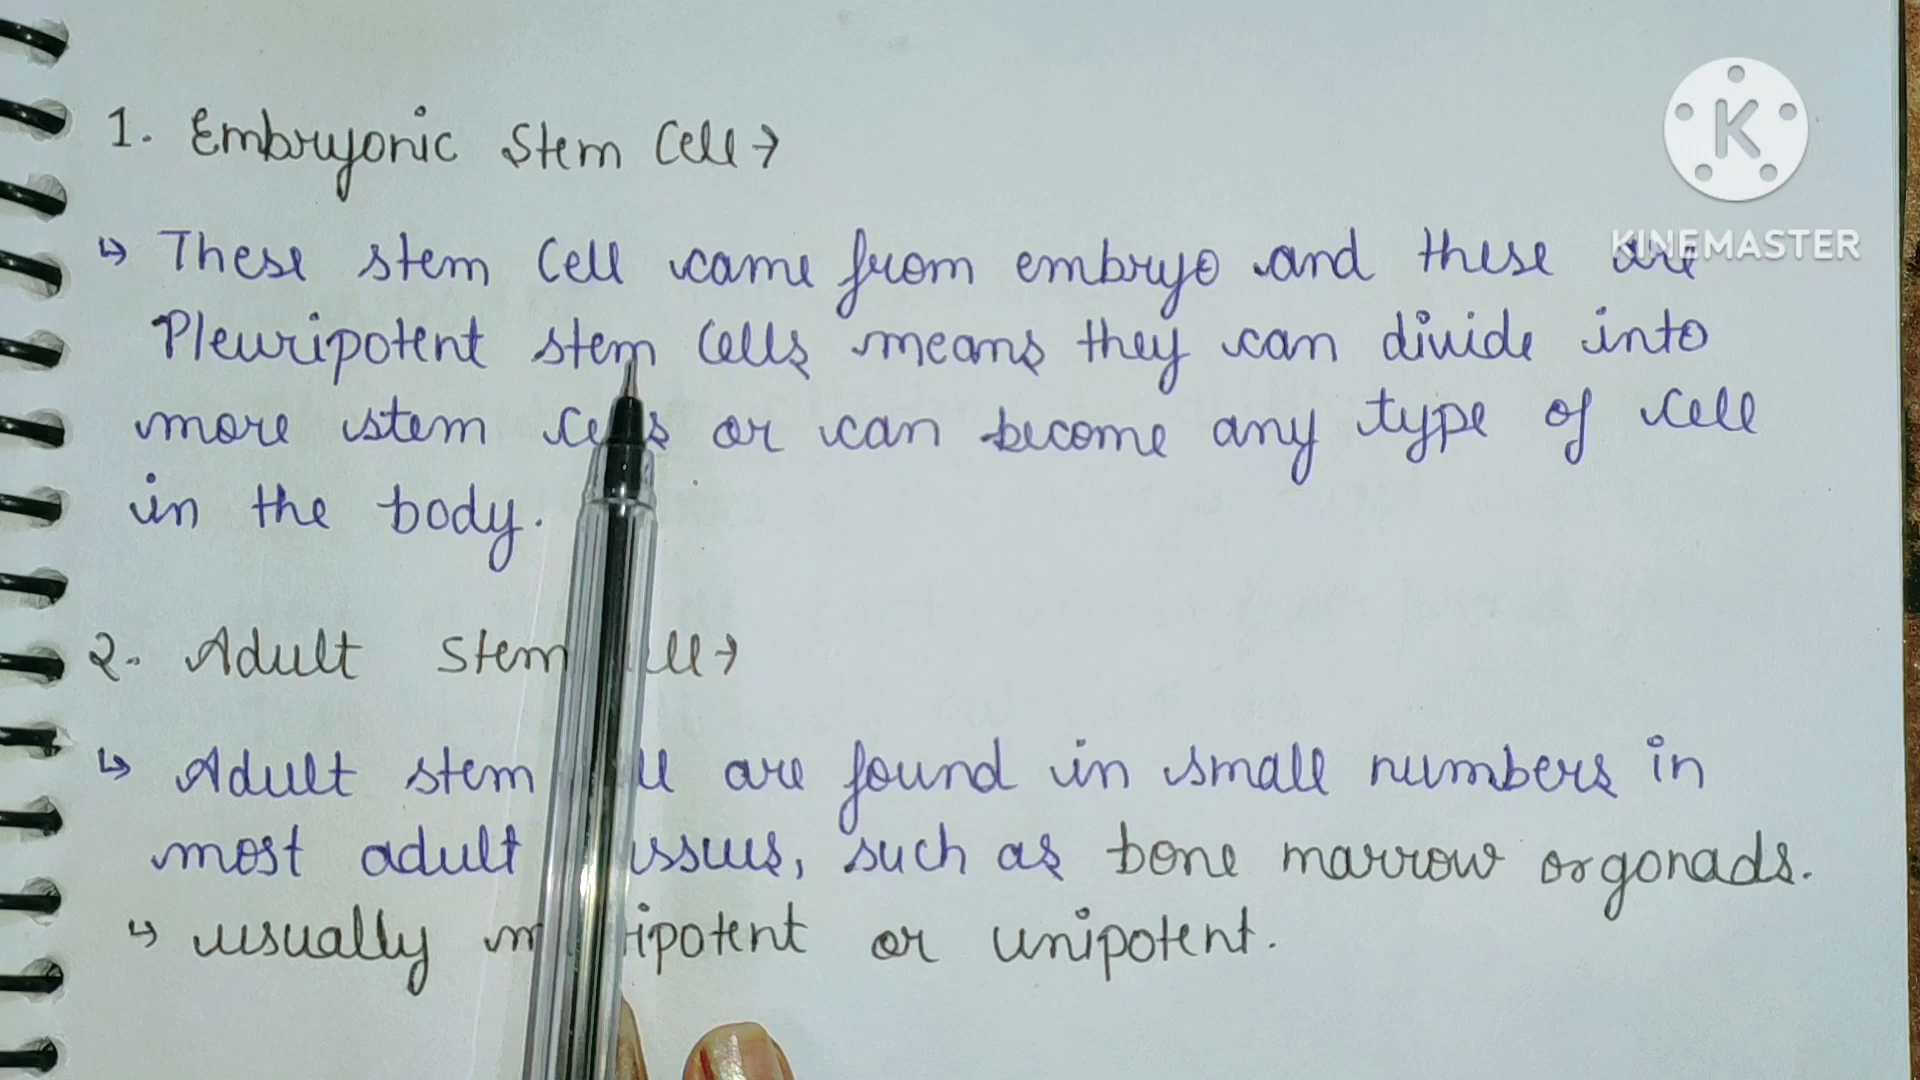 1. Embryonic Stem Cell →
K
KINEMASTER
↳ These stem Cell came from embryo and these are
Pleuripotent stem Cells means they can divide into
more stem cells or can become any type of cell
in the body.
2. Adult Stem →
↳ Adult stem are found in small numbers in
most adult such as bone marrow or gonads.
↳ usually or unipotent.